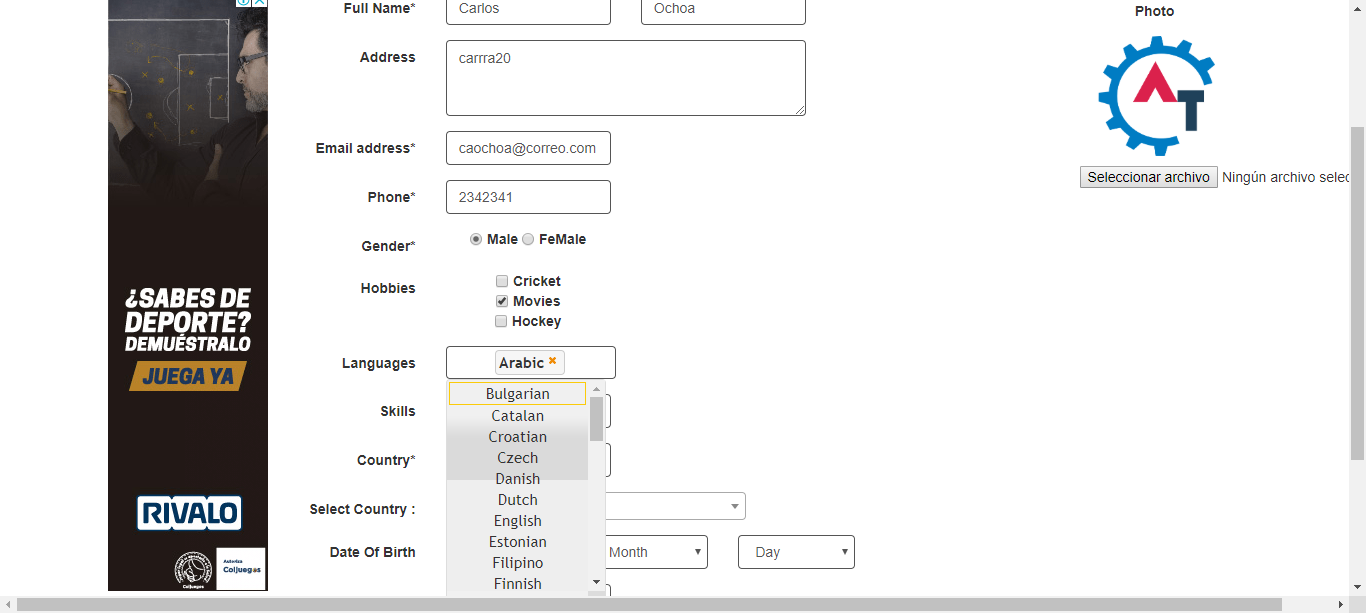 Full Name* Carlos Ochoa
Photo
Address carrra20
Email address* caochoa@correo.com
Seleccionar archivo Ningún archivo selec
Phone* 2342341
Gender* Male FeMale
Hobbies Cricket
Movies
Hockey
Languages Arabic ×
Bulgarian
Skills
Catalan
Croatian
Country*
Czech
Danish
Dutch
Select Country :
English
Estonian
Date Of Birth Month Day
Filipino
Finnish
¿SABES DE
DEPORTE?
DEMUÉSTRALO
JUEGA YA
RIVALO
Coljuegos
Autoriza
Coljuegos
AT